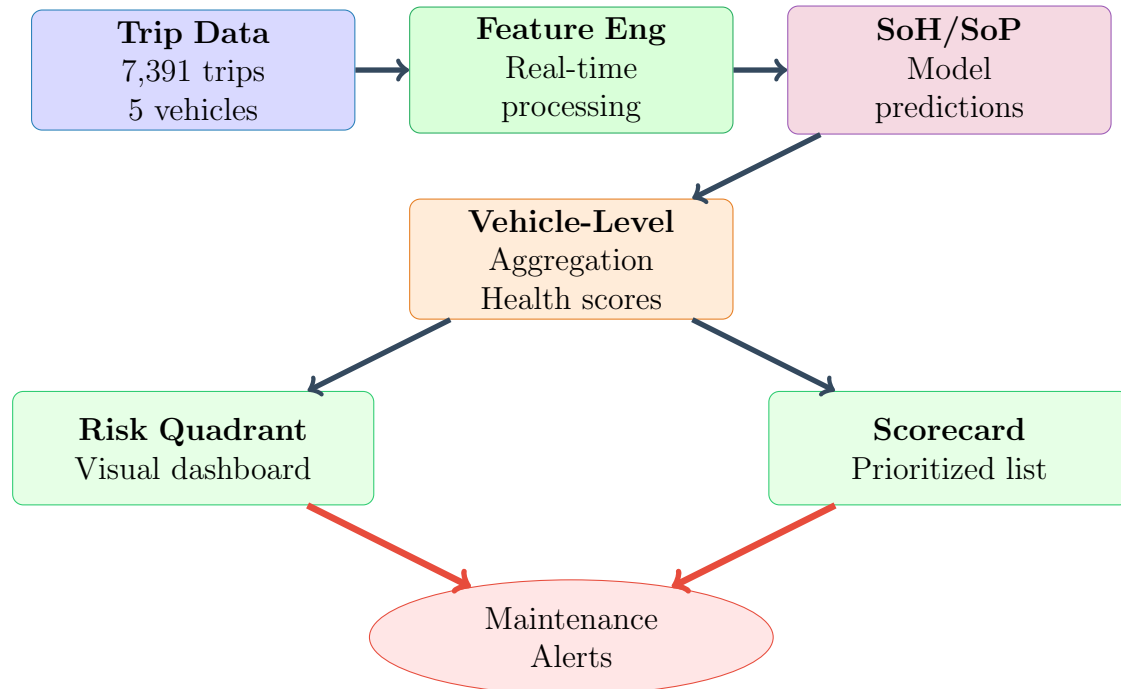 Trip Data
7,391 trips
5 vehicles
Feature Eng
Real-time
processing
SoH/SoP
Model
predictions
Vehicle-Level
Aggregation
Health scores
Risk Quadrant
Visual dashboard
Scorecard
Prioritized list
Maintenance
Alerts